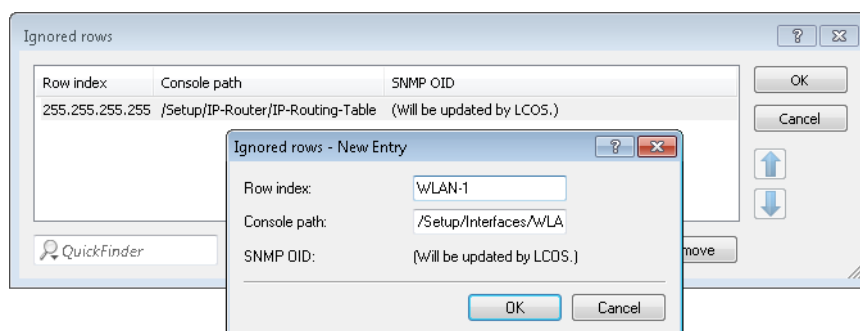 Ignored rows
Row index Console path SNMP OID
255.255.255.255 /Setup/IP-Router/IP-Routing-Table (Will be updated by LCOS.)
OK
Cancel
QuickFinder
Ignored rows - New Entry
Row index: WLAN-1
Console path: /Setup/Interfaces/WLA
SNMP OID: (Will be updated by LCOS.)
OK Cancel
move